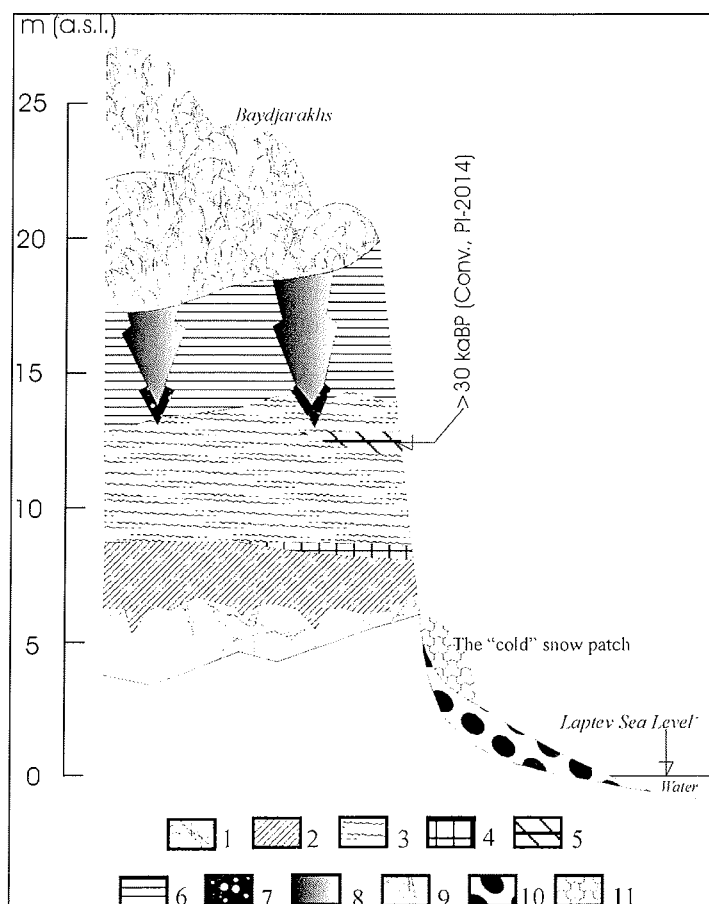 m (a.s.l.)
25
Baydjarakhs
20
>30 kaBP (Conv., PI-2014)
15
10
5
The "cold" snow patch
Laptev Sea Level
0
Water
1 2 3 4 5
6 7 8 9 10 11